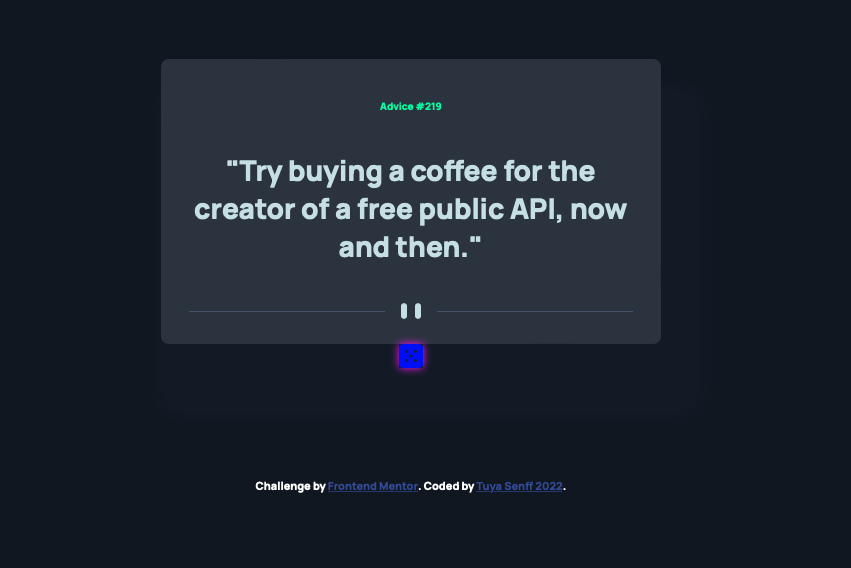 Advice #219
"Try buying a coffee for the
creator of a free public API, now
and then."
Challenge by Frontend Mentor. Coded by Tuya Senff 2022.